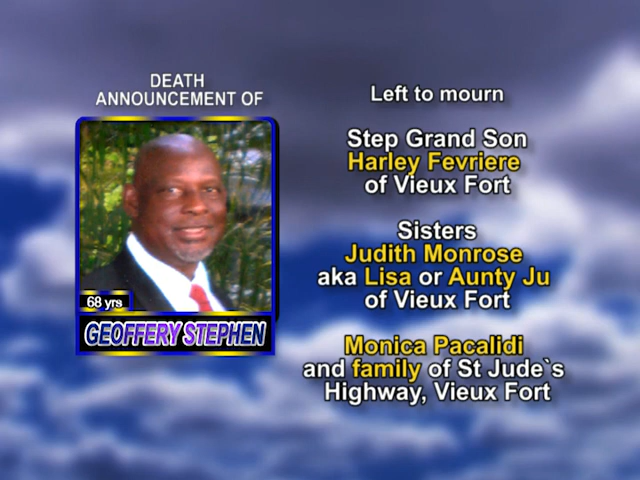 DEATH
ANNOUNCEMENT OF
68 yrs
GEOFFERY STEPHEN
Left to mourn
Step Grand Son
Harley Fevriere
of Vieux Fort
Sisters
Judith Monrose
aka Lisa or Aunty Ju
of Vieux Fort
Monica Pacalidi
and family of St Jude`s
Highway, Vieux Fort